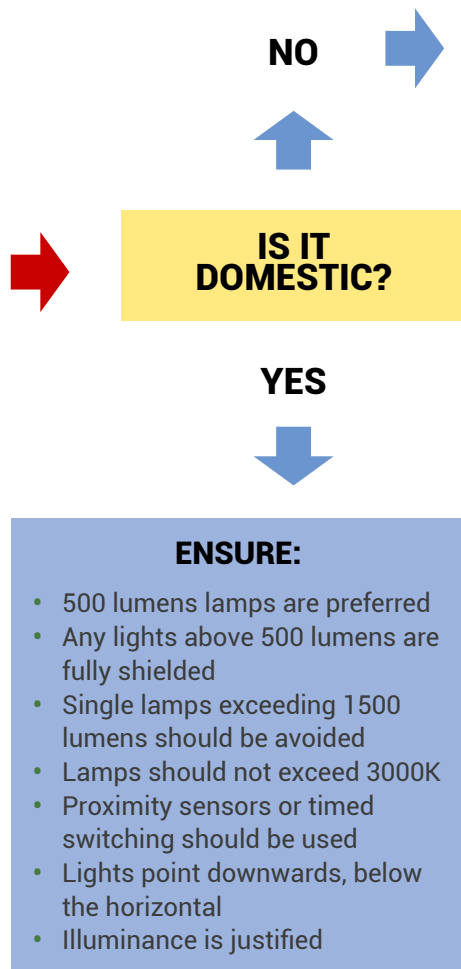 NO
IS IT
DOMESTIC?
YES
ENSURE:
• 500 lumens lamps are preferred
• Any lights above 500 lumens are
fully shielded
• Single lamps exceeding 1500
lumens should be avoided
• Lamps should not exceed 3000K
• Proximity sensors or timed
switching should be used
• Lights point downwards, below
the horizontal
• Illuminance is justified